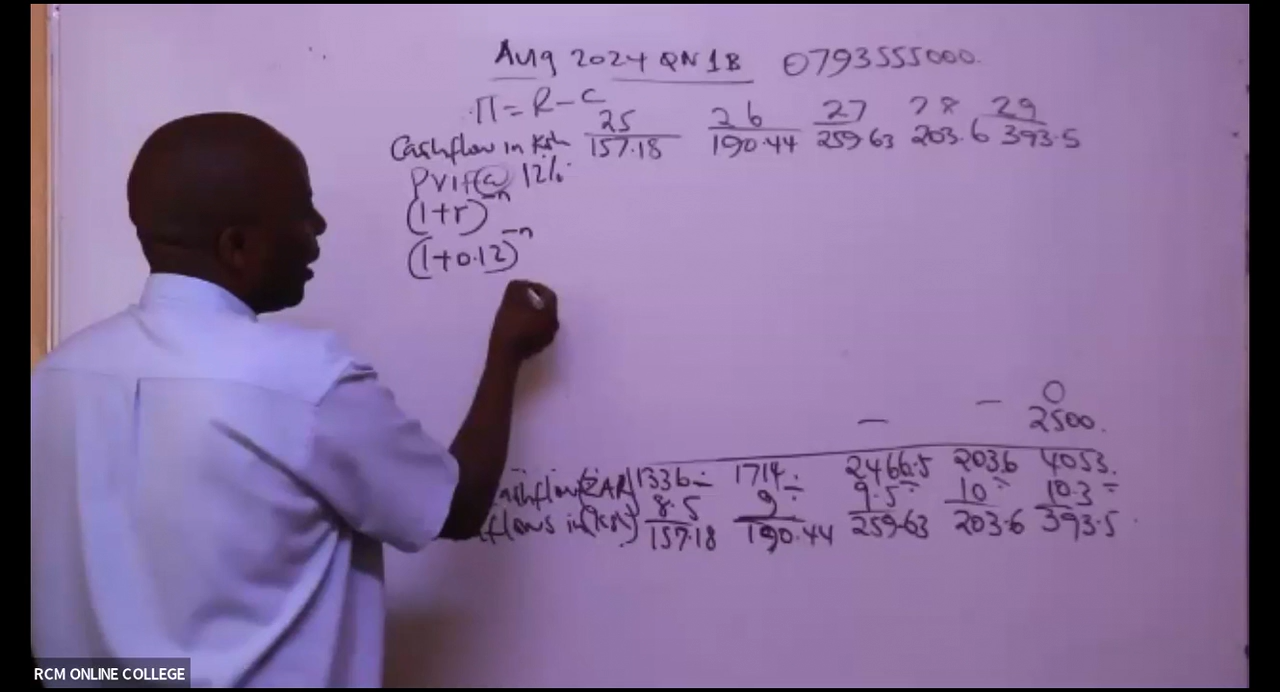 Aug 2024 QN 1B 0793555000
Π = R - C
25 26 27 28 29
Cashflow in Ksh 157.18 190.44 259.63 203.6 393.5
PVIF@ 12%
(1+r)⁻ⁿ
(1+0.12)⁻ⁿ
- - 0
2500.
ashflow(ZAR) 1336 ÷ 1714 ÷ 2466.5 ÷ 2036 ÷ 4053 ÷
8.5 9 9.5 10 10.3
flows in(Ksh) 157.18 190.44 259.63 203.6 393.5
RCM ONLINE COLLEGE